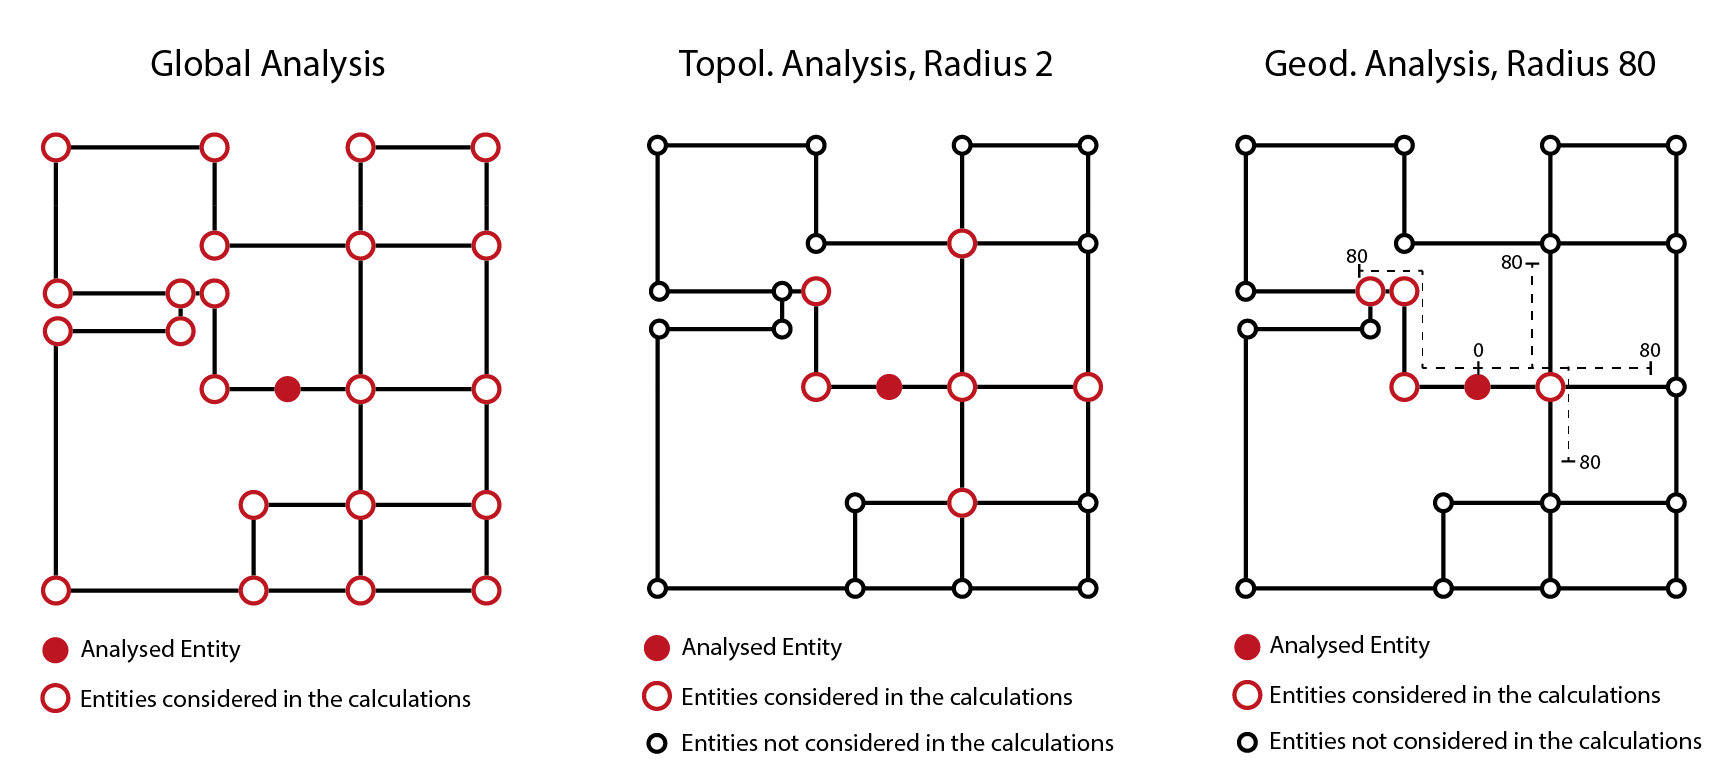 Global Analysis
Analysed Entity
Entities considered in the calculations
Topol. Analysis, Radius 2
Analysed Entity
Entities considered in the calculations
Entities not considered in the calculations
Geod. Analysis, Radius 80
80
80
0
80
80
Analysed Entity
Entities considered in the calculations
Entities not considered in the calculations